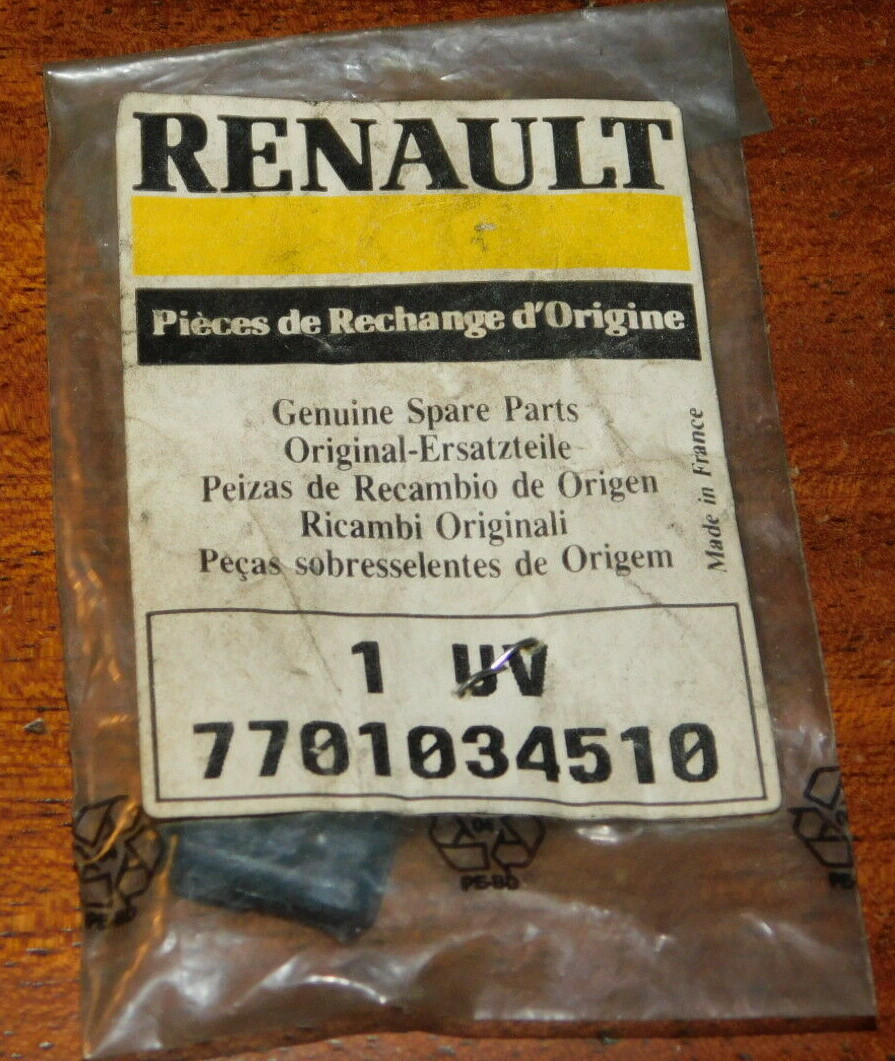 RENAULT
Pièces de Rechange d'Origine
Genuine Spare Parts
Original-Ersatzteile
Peizas de Recambio de Origen
Ricambi Originali
Peças sobresselentes de Origem
Made in France
1 UV
7701034510
04
PE-BD